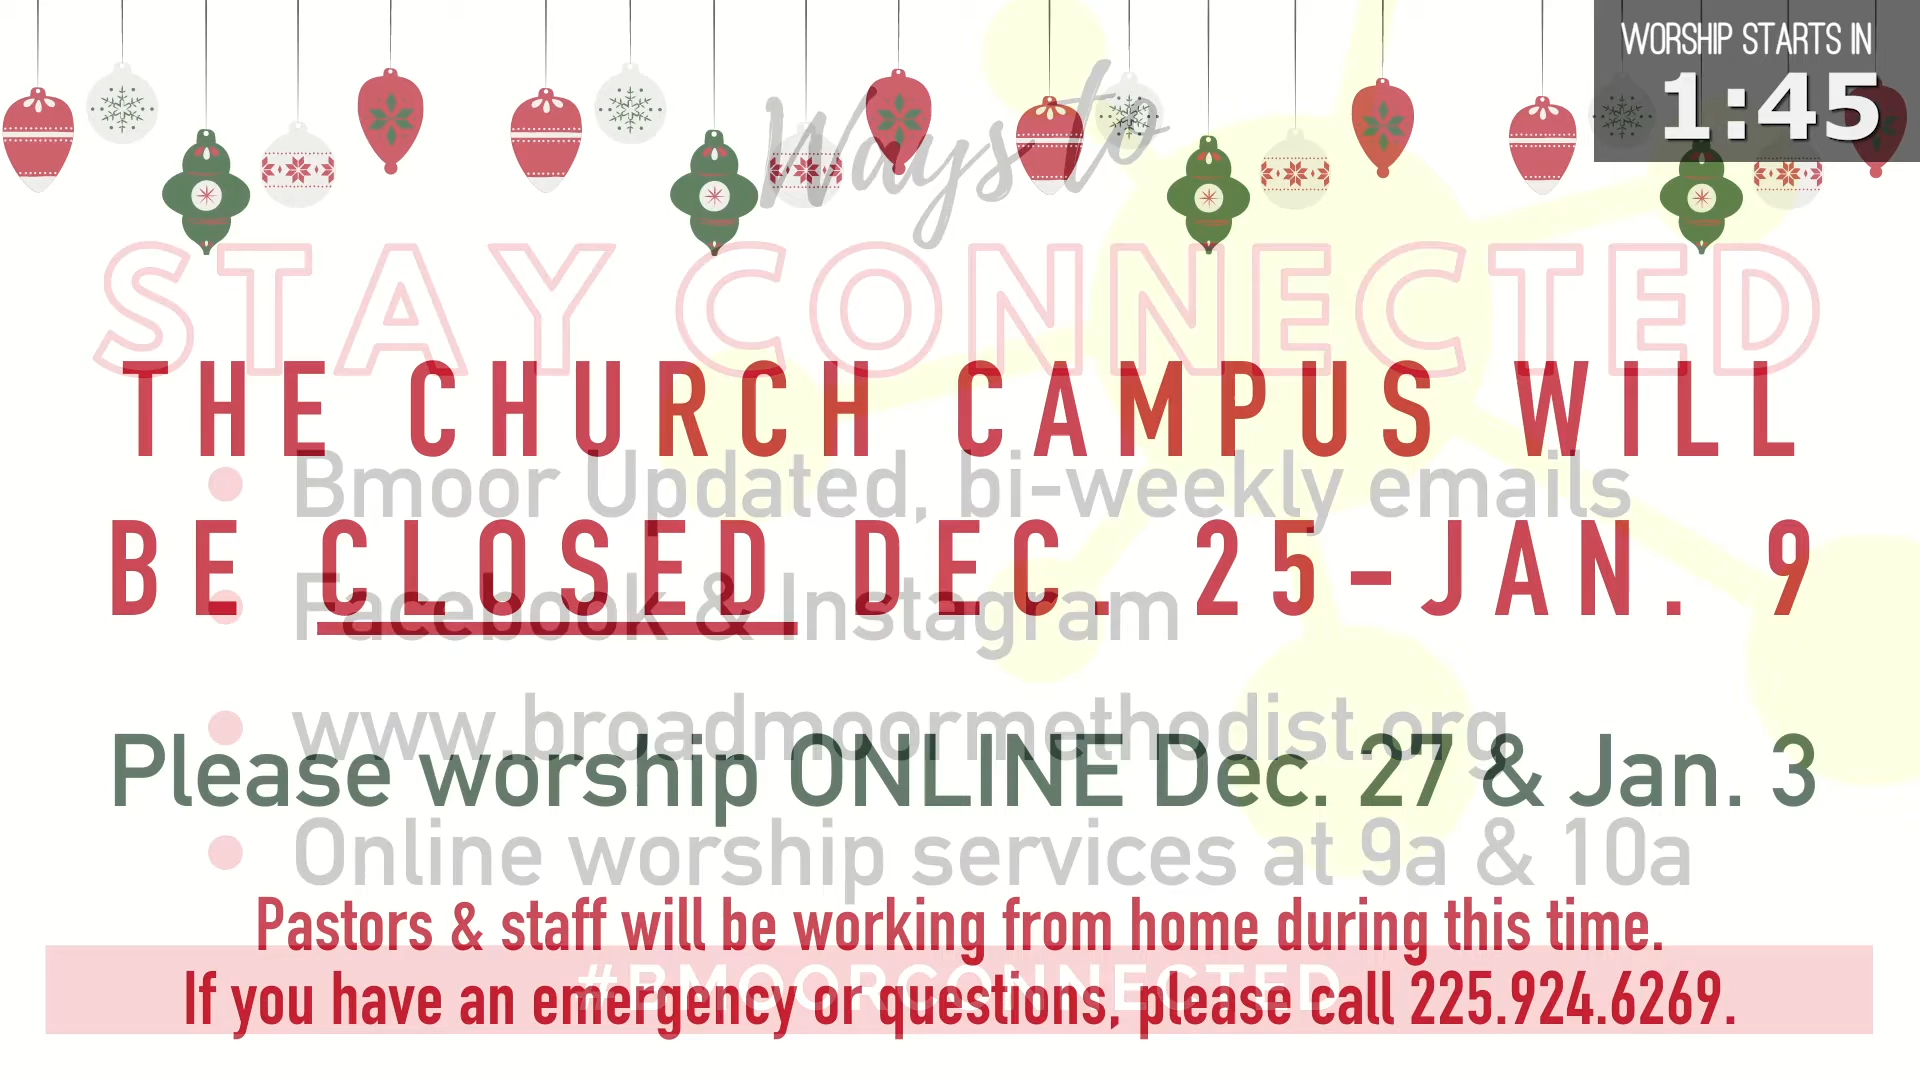 WORSHIP STARTS IN
1:45
Ways to
STAY CONNECTED
THE CHURCH CAMPUS WILL
• Bmoor Updated, bi-weekly emails
BE CLOSED DEC. 25-JAN. 9
• Facebook & Instagram
• www.broadmoormethodist.org
Please worship ONLINE Dec. 27 & Jan. 3
• Online worship services at 9a & 10a
Pastors & staff will be working from home during this time.
#BMOORCONNECTED
If you have an emergency or questions, please call 225.924.6269.